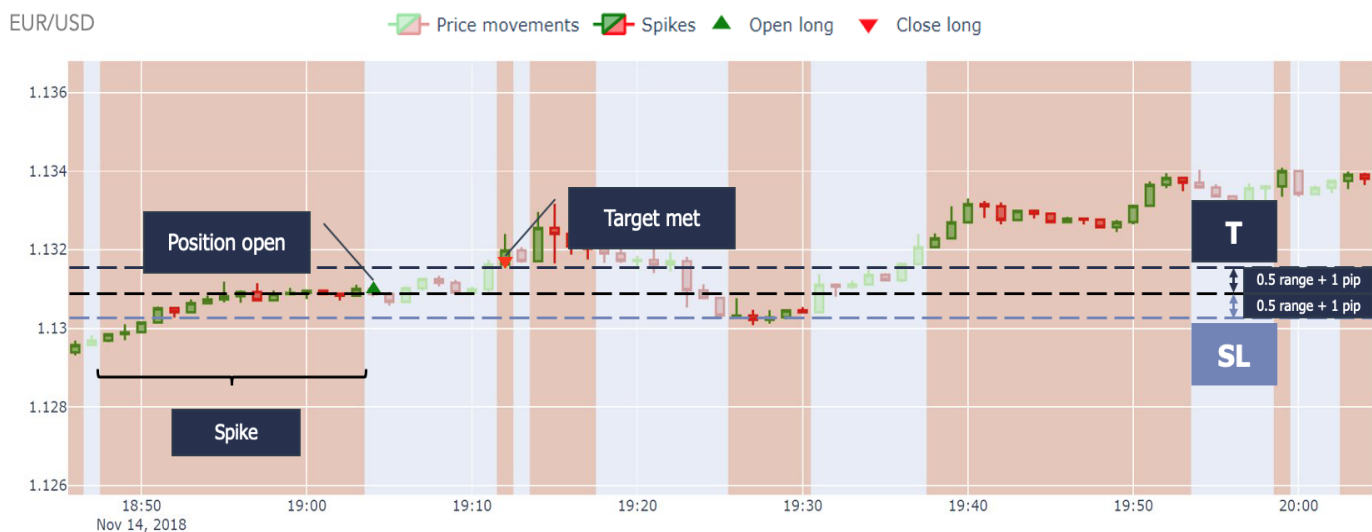 EUR/USD
Price movements Spikes Open long Close long
1.136
1.134
1.132
1.13
1.128
1.126
Position open
Target met
T
0.5 range + 1 pip
0.5 range + 1 pip
SL
Spike
18:50 19:00 19:10 19:20 19:30 19:40 19:50 20:00
Nov 14, 2018